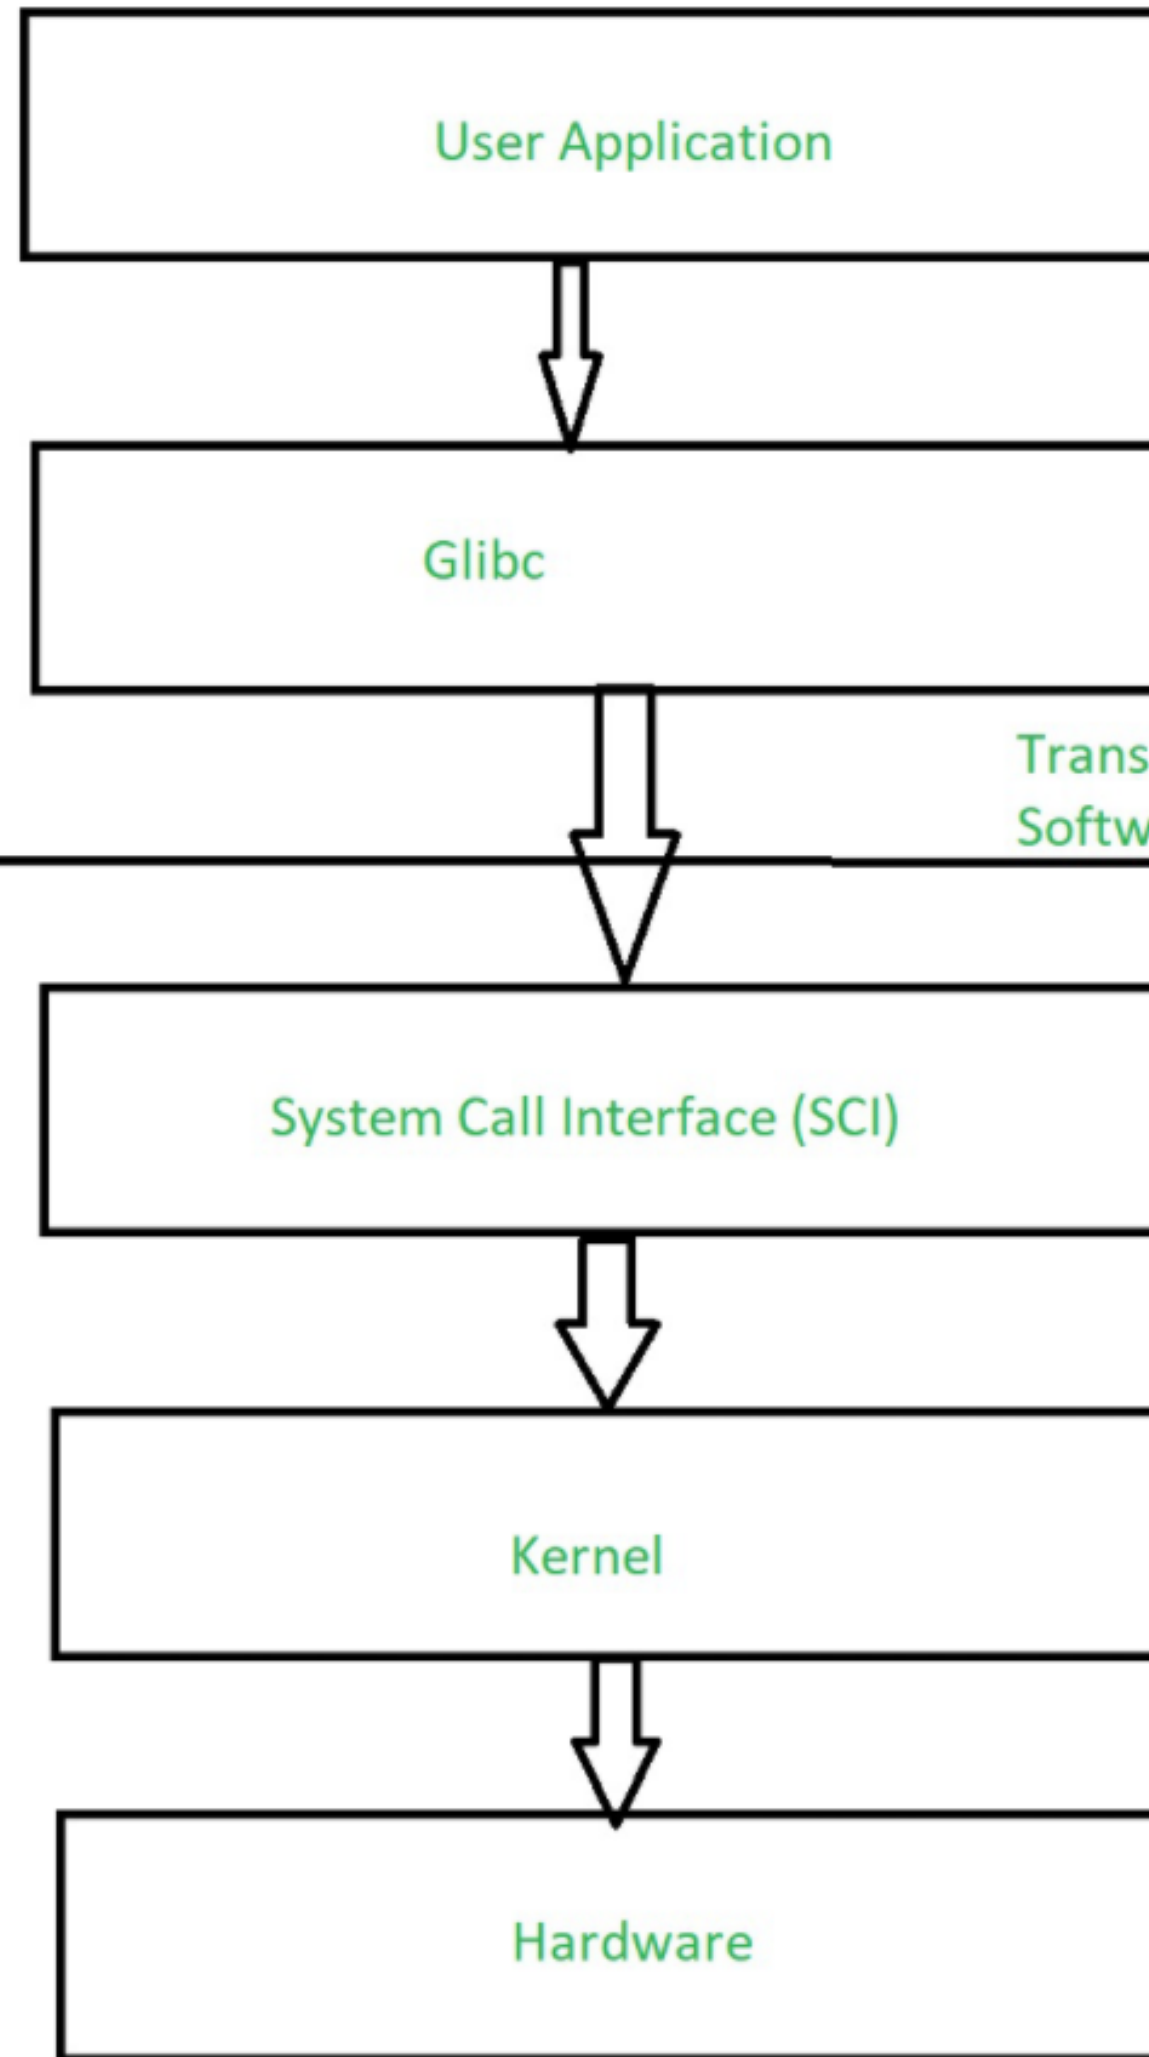 User Application
Glibc
Trans
Softw
System Call Interface (SCI)
Kernel
Hardware